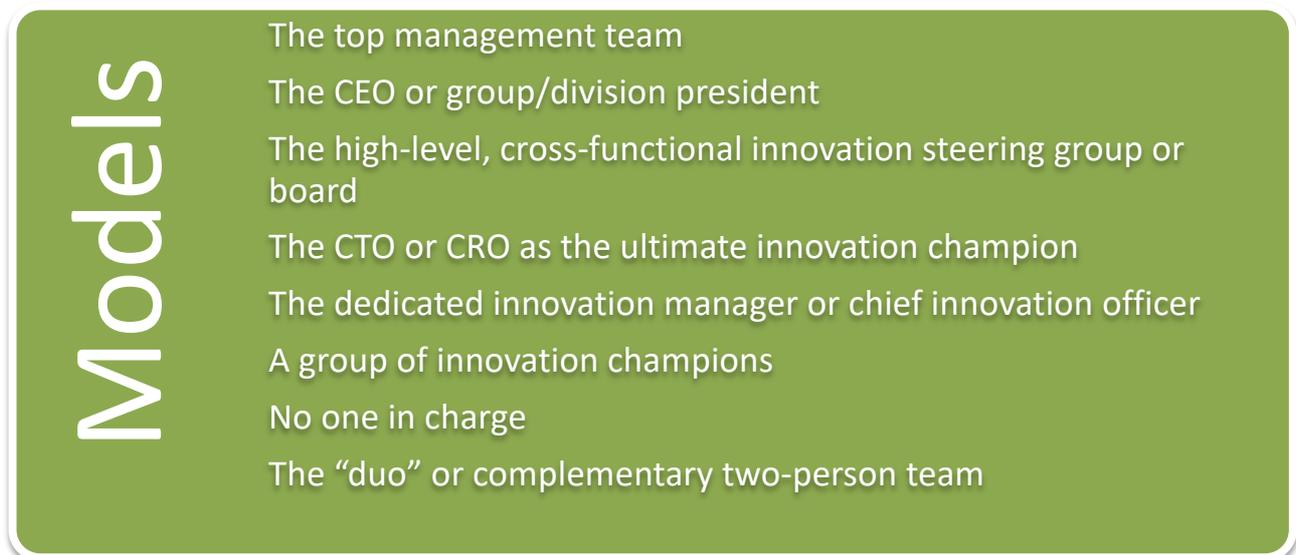 Models
The top management team
The CEO or group/division president
The high-level, cross-functional innovation steering group or
board
The CTO or CRO as the ultimate innovation champion
The dedicated innovation manager or chief innovation officer
A group of innovation champions
No one in charge
The “duo” or complementary two-person team